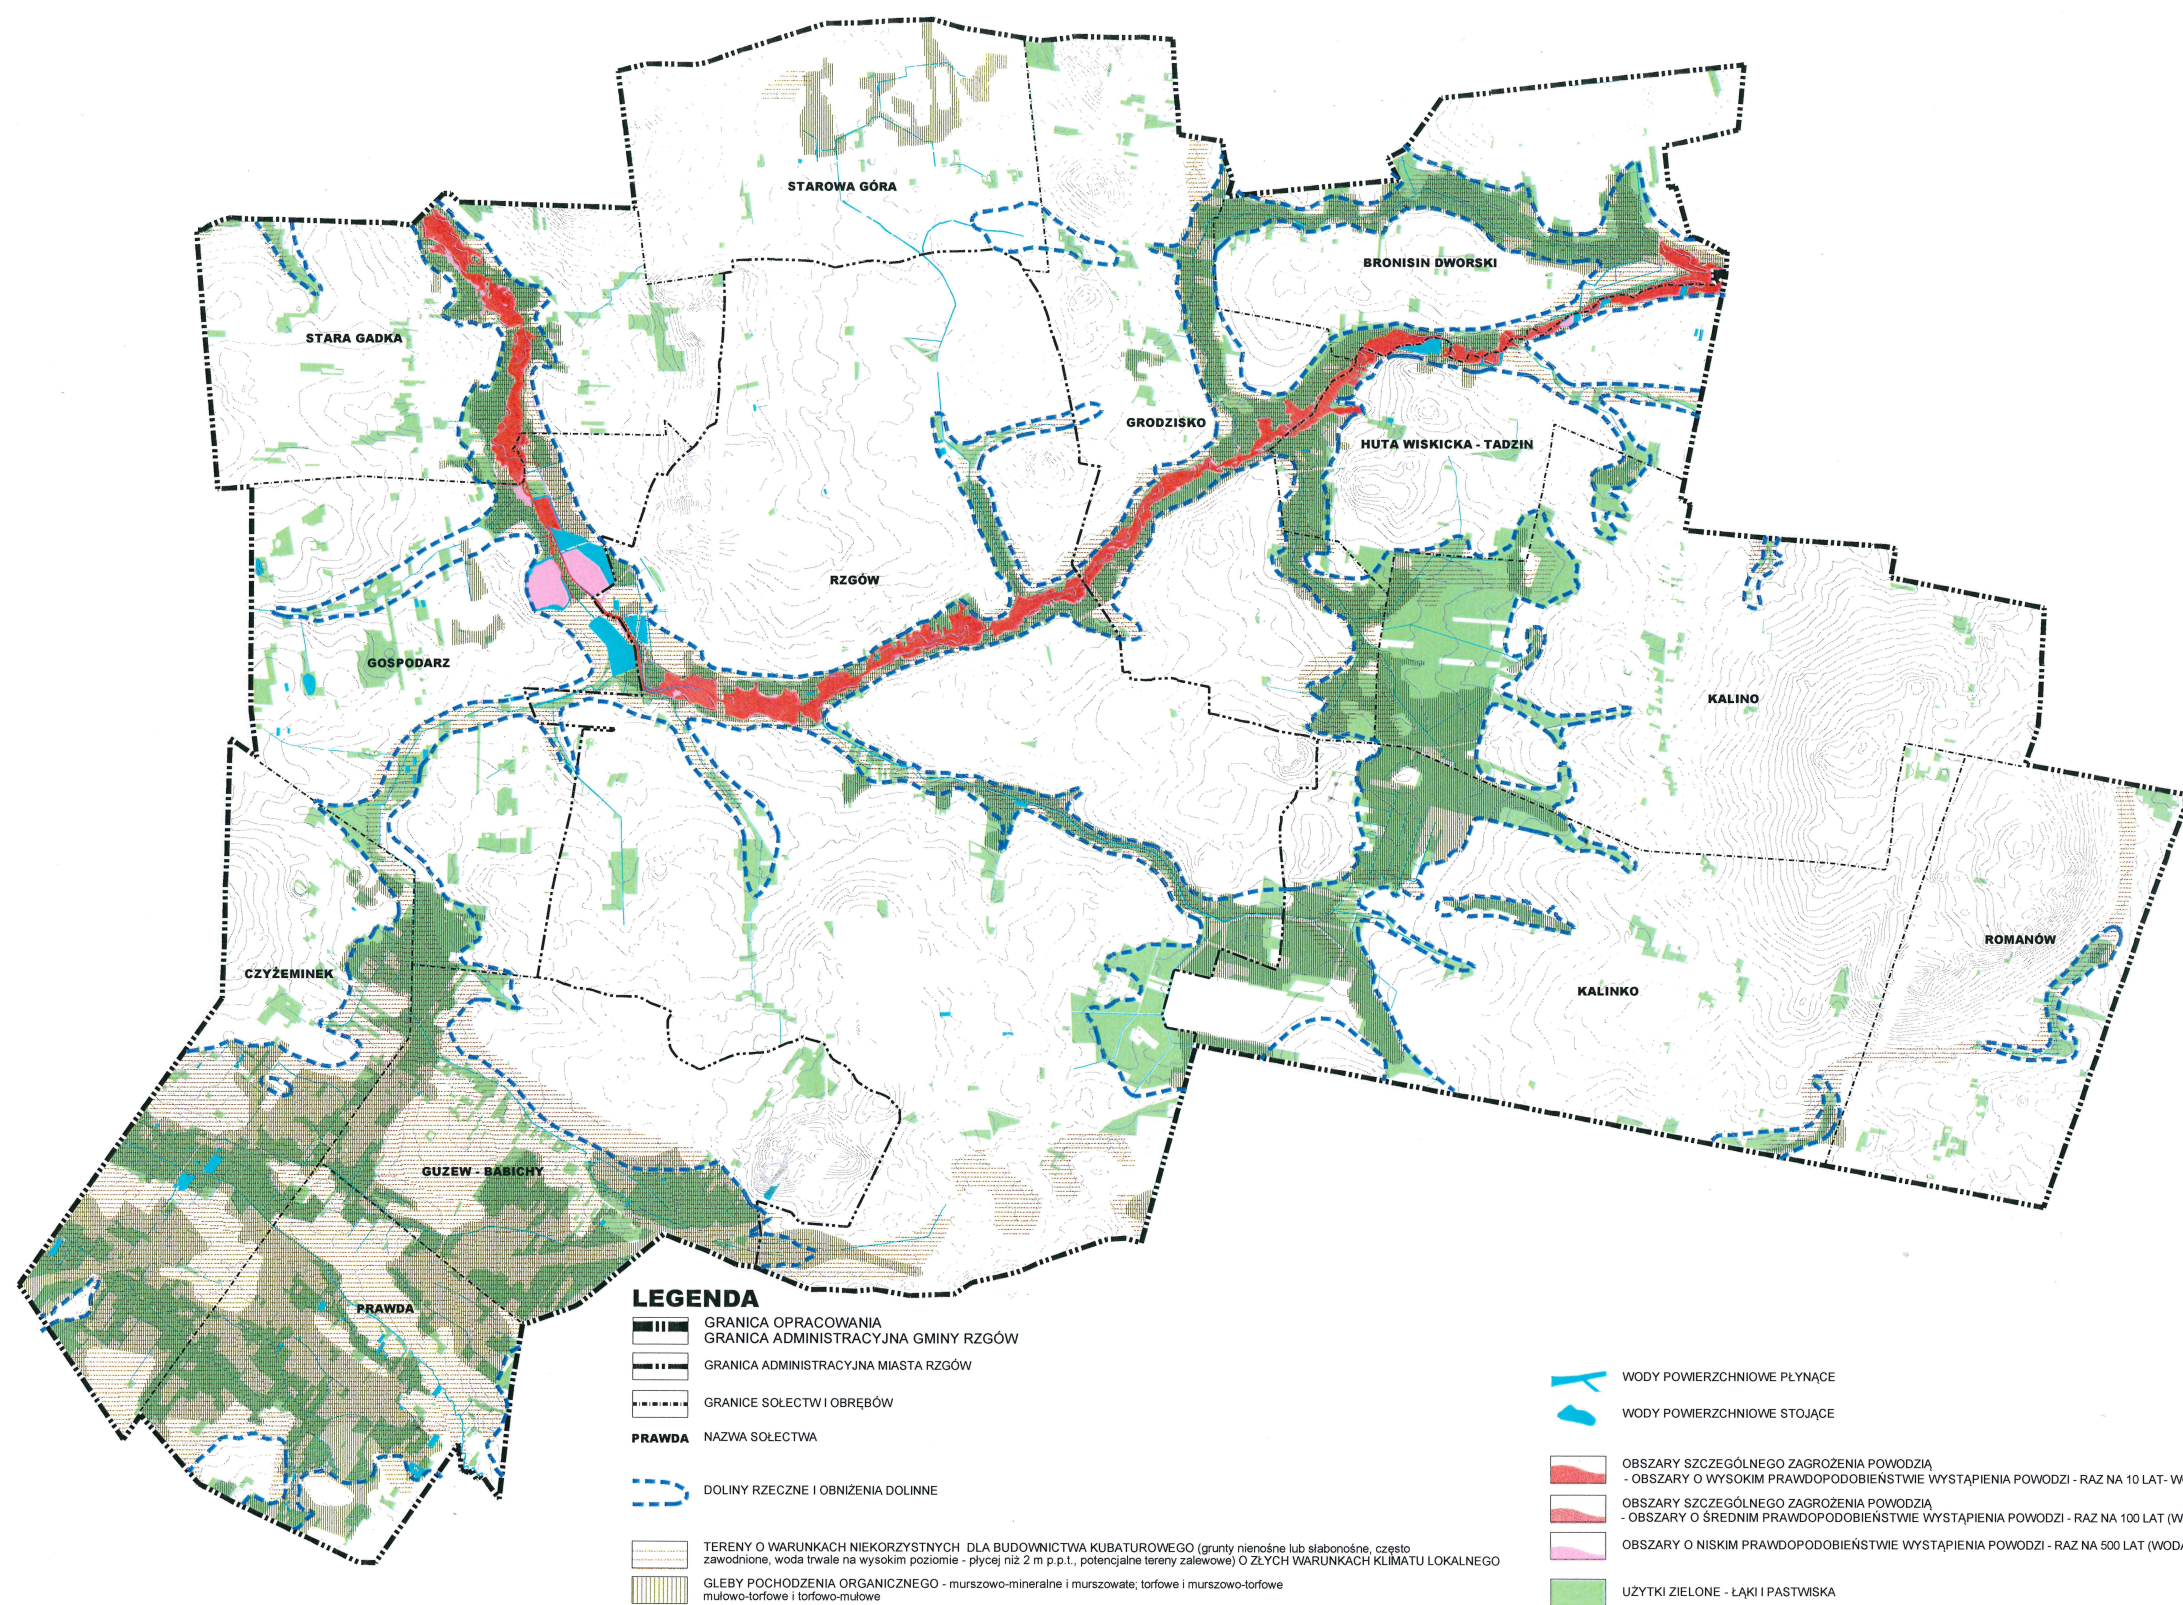 STAROWA GÓRA
BRONISIN DWORSKI
STARA GADKA
GRODZISKO
HUTA WISKICKA - TADZIN
RZGÓW
GOSPODARZ
KALINO
ROMANÓW
CZYŻEMINEK
KALINKO
GUZEW - BABICHY
PRAWDA
LEGENDA
GRANICA OPRACOWANIA
GRANICA ADMINISTRACYJNA GMINY RZGÓW
GRANICA ADMINISTRACYJNA MIASTA RZGÓW
GRANICE SOŁECTW I OBRĘBÓW
PRAWDA NAZWA SOŁECTWA
DOLINY RZECZNE I OBNIŻENIA DOLINNE
TERENY O WARUNKACH NIEKORZYSTNYCH DLA BUDOWNICTWA KUBATUROWEGO (grunty nienośne lub słabonośne, często
zawodnione, woda trwale na wysokim poziomie - płycej niż 2 m p.p.t., potencjalne tereny zalewowe) O ZŁYCH WARUNKACH KLIMATU LOKALNEGO
GLEBY POCHODZENIA ORGANICZNEGO - murszowo-mineralne i murszowate; torfowe i murszowo-torfowe
mułowo-torfowe i torfowo-mułowe
WODY POWIERZCHNIOWE PŁYNĄCE
WODY POWIERZCHNIOWE STOJĄCE
OBSZARY SZCZEGÓLNEGO ZAGROŻENIA POWODZIĄ
- OBSZARY O WYSOKIM PRAWDOPODOBIEŃSTWIE WYSTĄPIENIA POWODZI - RAZ NA 10 LAT-
OBSZARY SZCZEGÓLNEGO ZAGROŻENIA POWODZIĄ
- OBSZARY O ŚREDNIM PRAWDOPODOBIEŃSTWIE WYSTĄPIENIA POWODZI - RAZ NA 100 LAT
OBSZARY O NISKIM PRAWDOPODOBIEŃSTWIE WYSTĄPIENIA POWODZI - RAZ NA 500 LAT (WODA
UŻYTKI ZIELONE - ŁĄKI I PASTWISKA